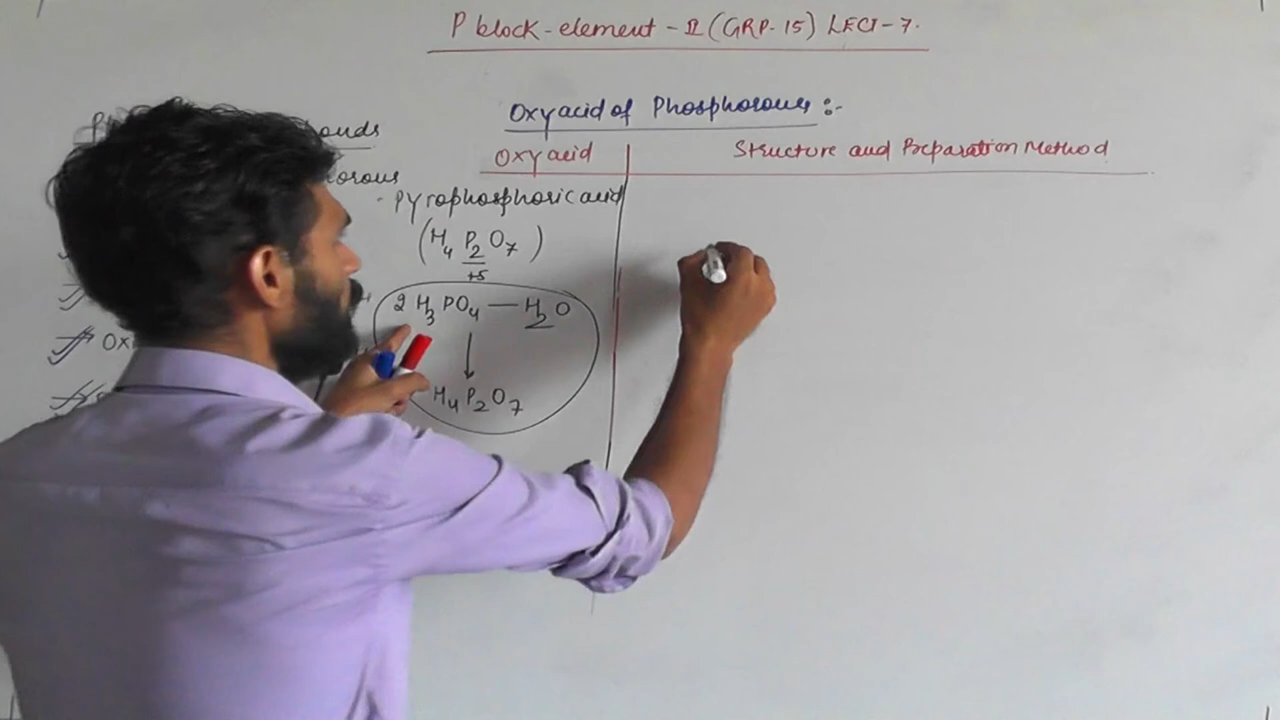 P block-element - II (GRP-15) LECT-7.
Oxyacid of Phosphorous :-
Oxyacid
Structure and Preparation Method
Pyrophosphoric acid
(H4 P2 O7)
+5
2 H3 PO4 — H2O
↓
H4 P2 O7